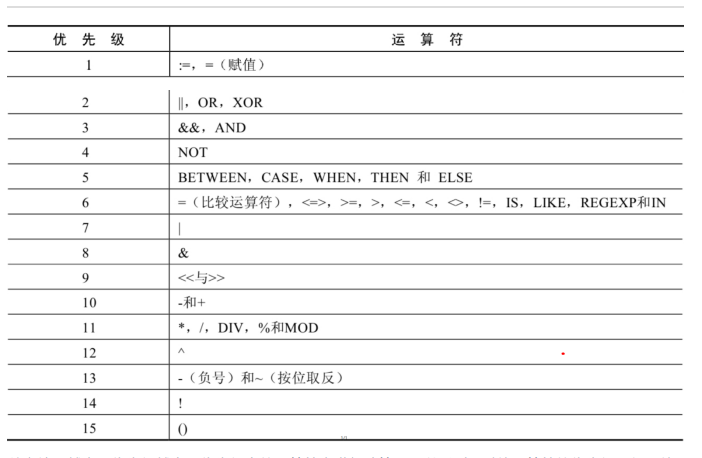 优 先 级 运 算 符
1 :=，=（赋值）
2 ||，OR，XOR
3 &&，AND
4 NOT
5 BETWEEN，CASE，WHEN，THEN 和 ELSE
6 =（比较运算符），<=>，>=，>，<=，<，<>，!=，IS，LIKE，REGEXP和IN
7 |
8 &
9 <<与>>
10 -和+
11 *，/，DIV，%和MOD
12 ^
13 -（负号）和~（按位取反）
14 !
15 ()